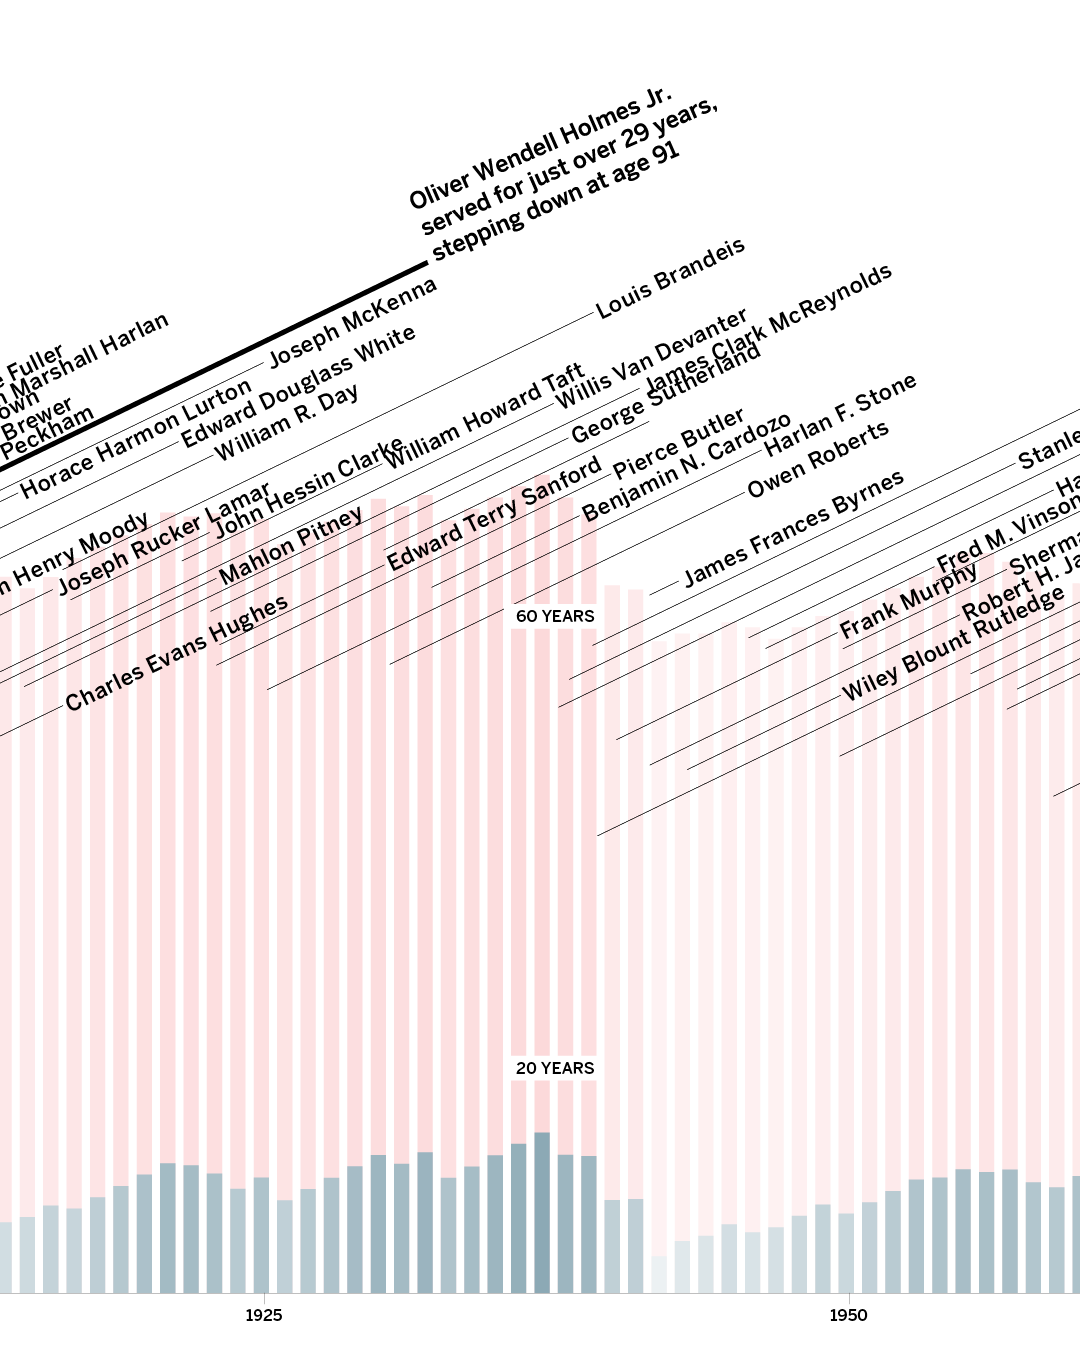 Oliver Wendell Holmes Jr.
served for just over 29 years,
stepping down at age 91
Louis Brandeis
James Clark McReynolds
Joseph McKenna
Marshall Harlan
Fuller
own
Brewer
Peckham
Edward Douglass White
Willis Van Devanter
George Sutherland
Horace Harmon Lurton
William R. Day
William Howard Taft
Harlan F. Stone
Pierce Butler
Benjamin N. Cardozo
Owen Roberts
John Hessin Clarke
Edward Terry Sanford
Joseph Rucker Lamar
Mahlon Pitney
Henry Moody
James Frances Byrnes
Stanle
Ha
Fred M. Vinson
Sherma
Robert H. Ja
Frank Murphy
Wiley Blount Rutledge
Charles Evans Hughes
60 YEARS
20 YEARS
1925
1950